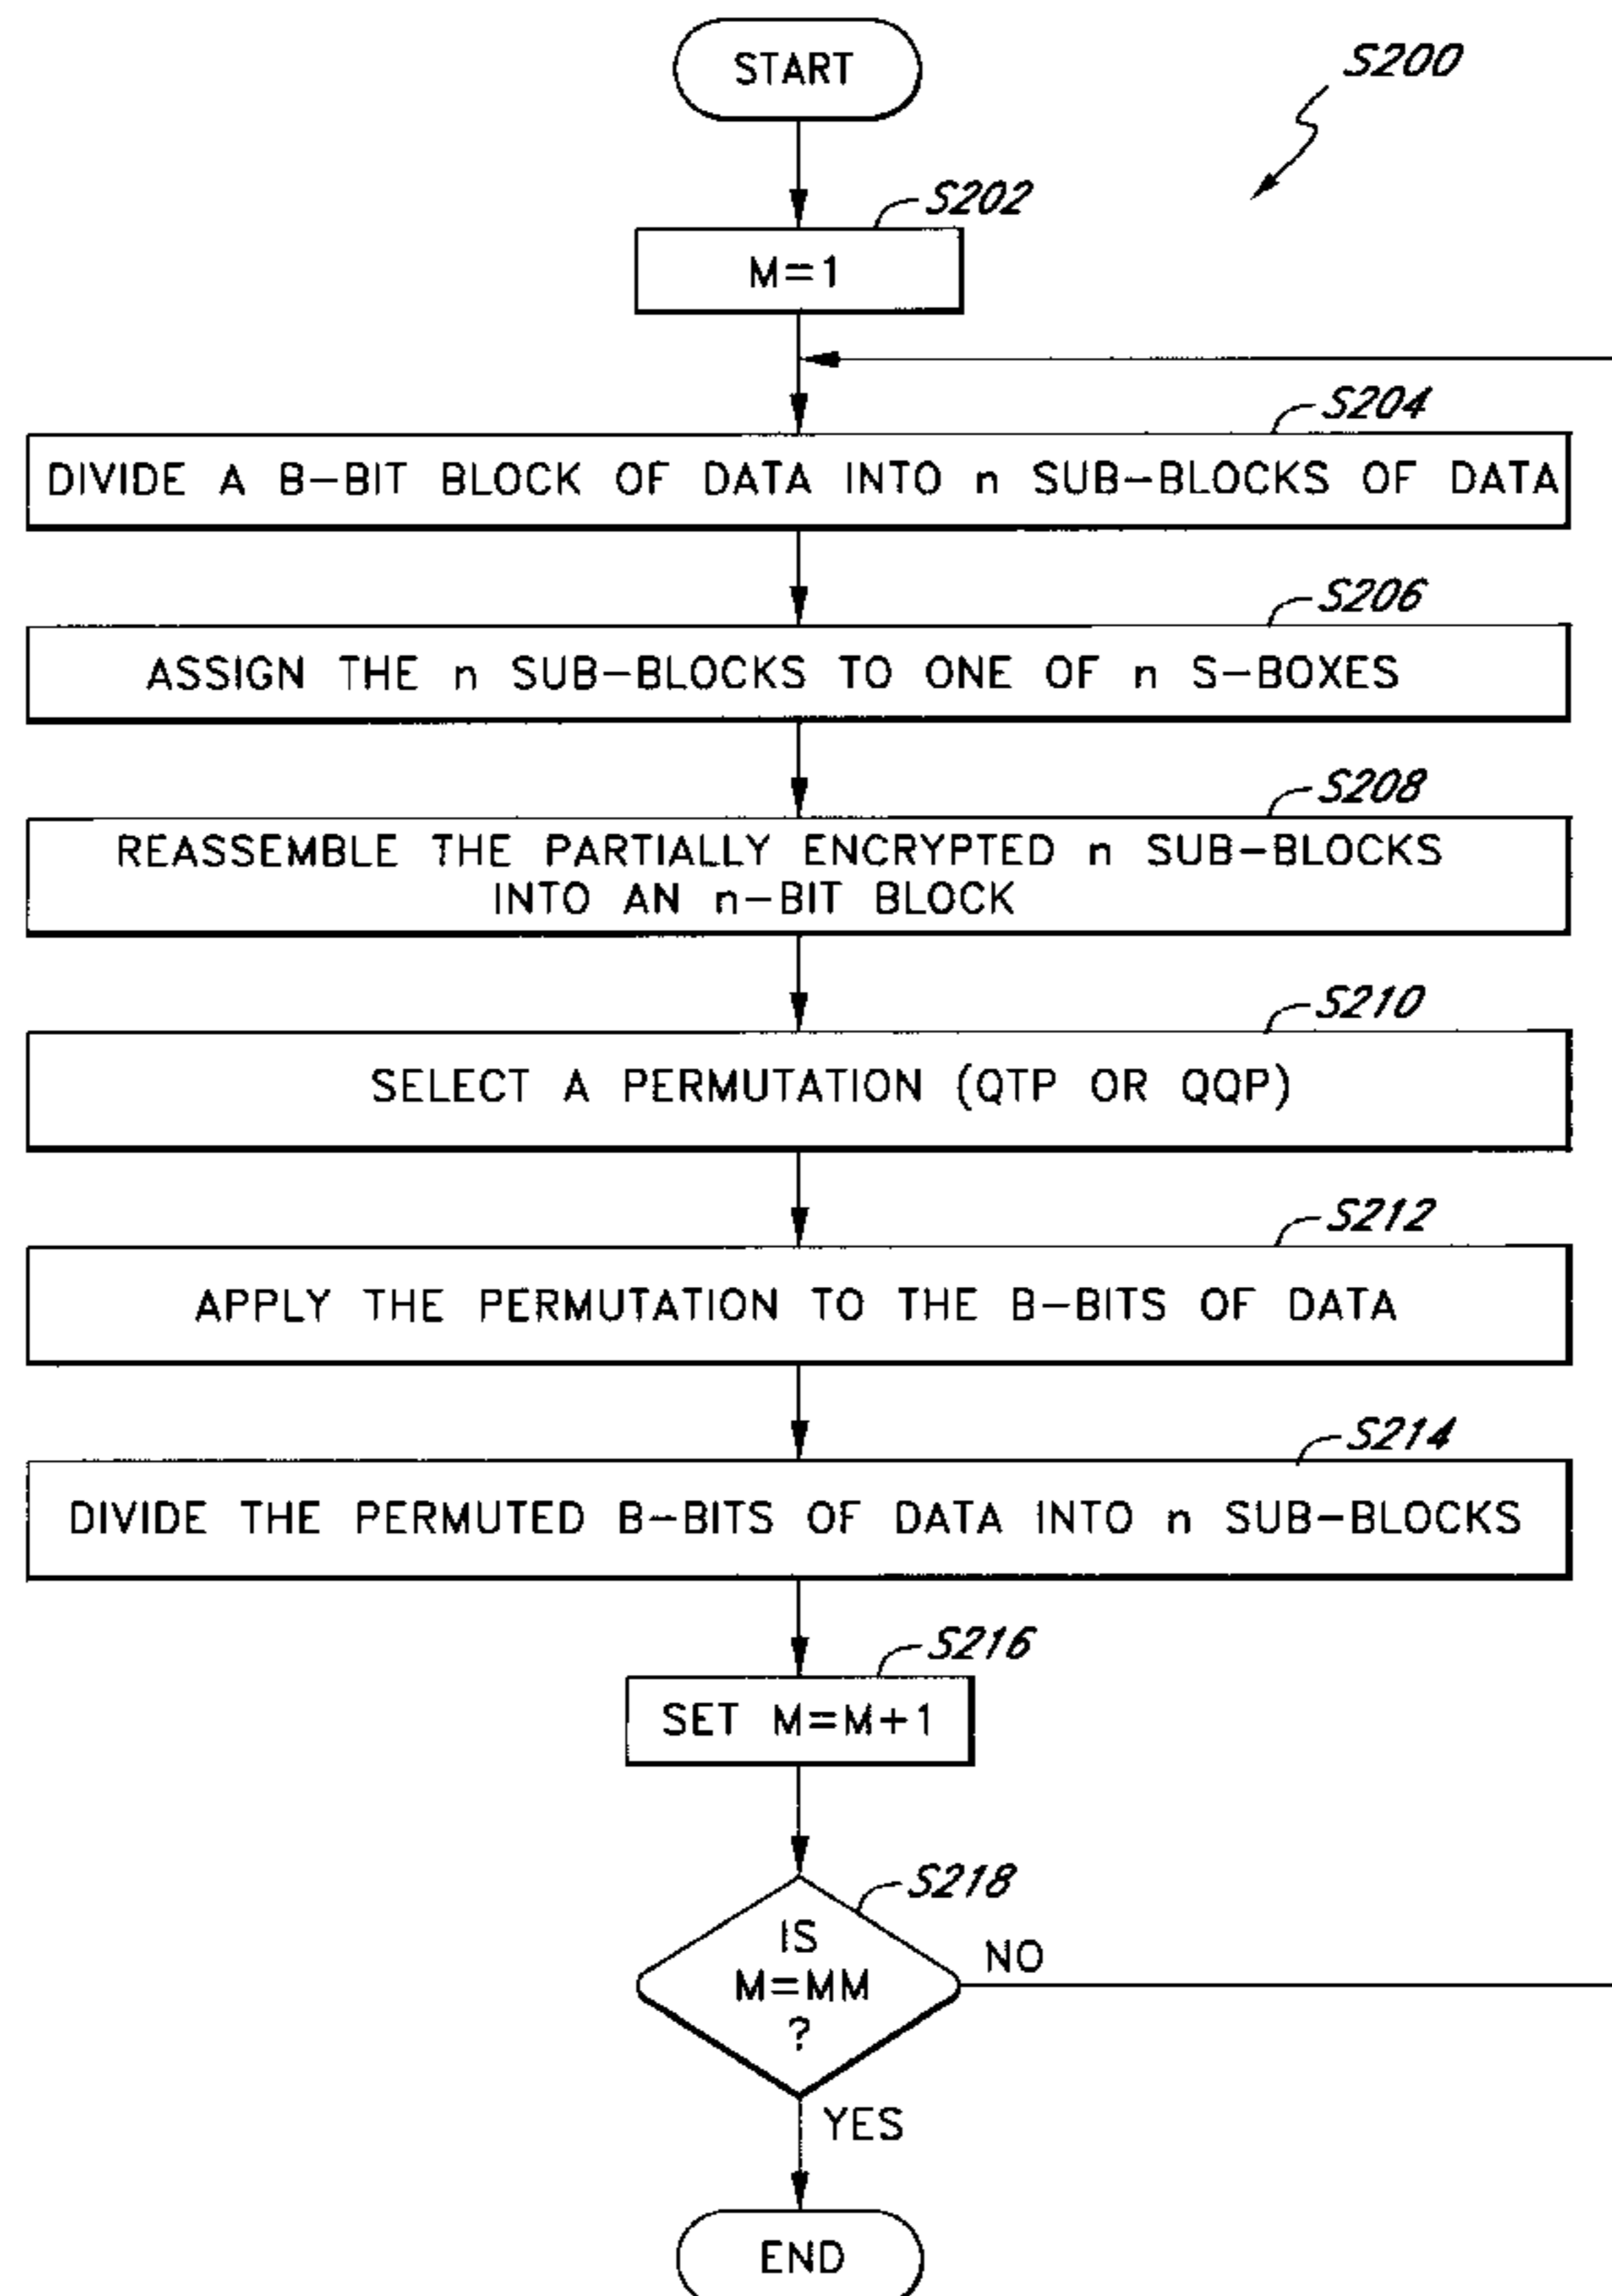 START
S200
S202
M=1
S204
DIVIDE A B-BIT BLOCK OF DATA INTO n SUB-BLOCKS OF DATA
S206
ASSIGN THE n SUB-BLOCKS TO ONE OF n S-BOXES
S208
REASSEMBLE THE PARTIALLY ENCRYPTED n SUB-BLOCKS
INTO AN n-BIT BLOCK
S210
SELECT A PERMUTATION (QTP OR QQP)
S212
APPLY THE PERMUTATION TO THE B-BITS OF DATA
S214
DIVIDE THE PERMUTED B-BITS OF DATA INTO n SUB-BLOCKS
S216
SET M=M+1
S218
IS
M=MM
?
NO
YES
END